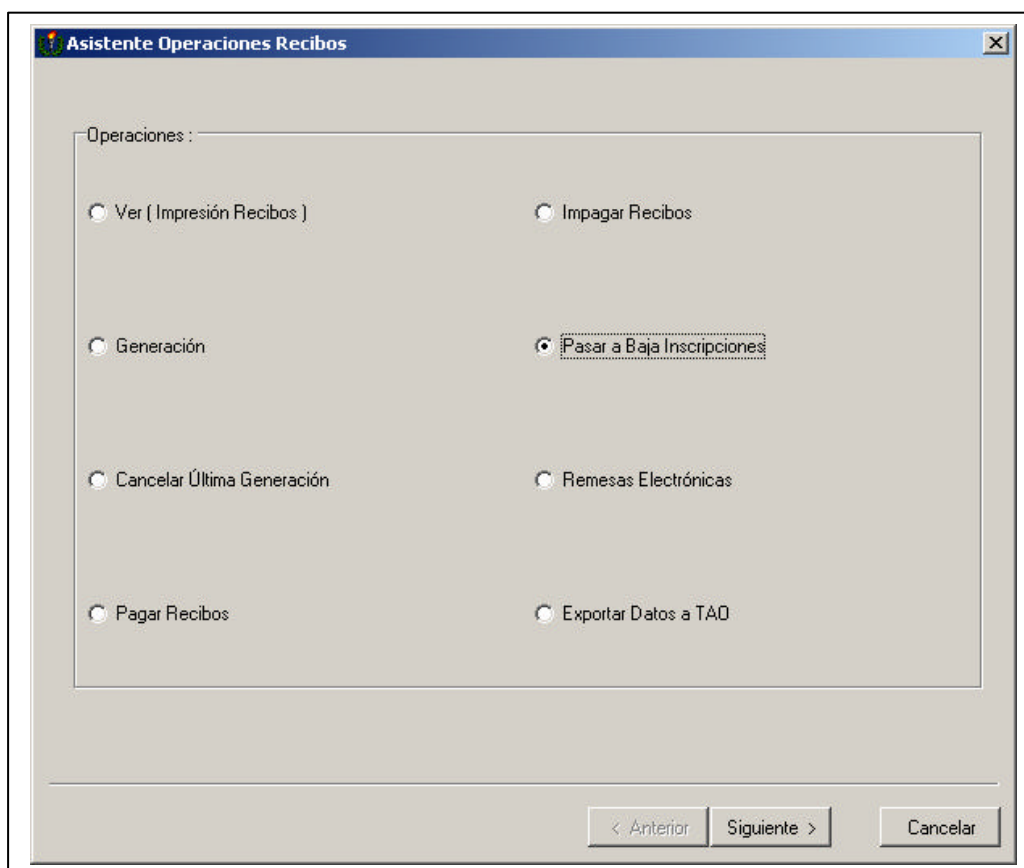 Asistente Operaciones Recibos
Operaciones :
Ver ( Impresión Recibos )
Impagar Recibos
Generación
Pasar a Baja Inscripciones
Cancelar Última Generación
Remesas Electrónicas
Pagar Recibos
Exportar Datos a TAO
< Anterior
Siguiente >
Cancelar